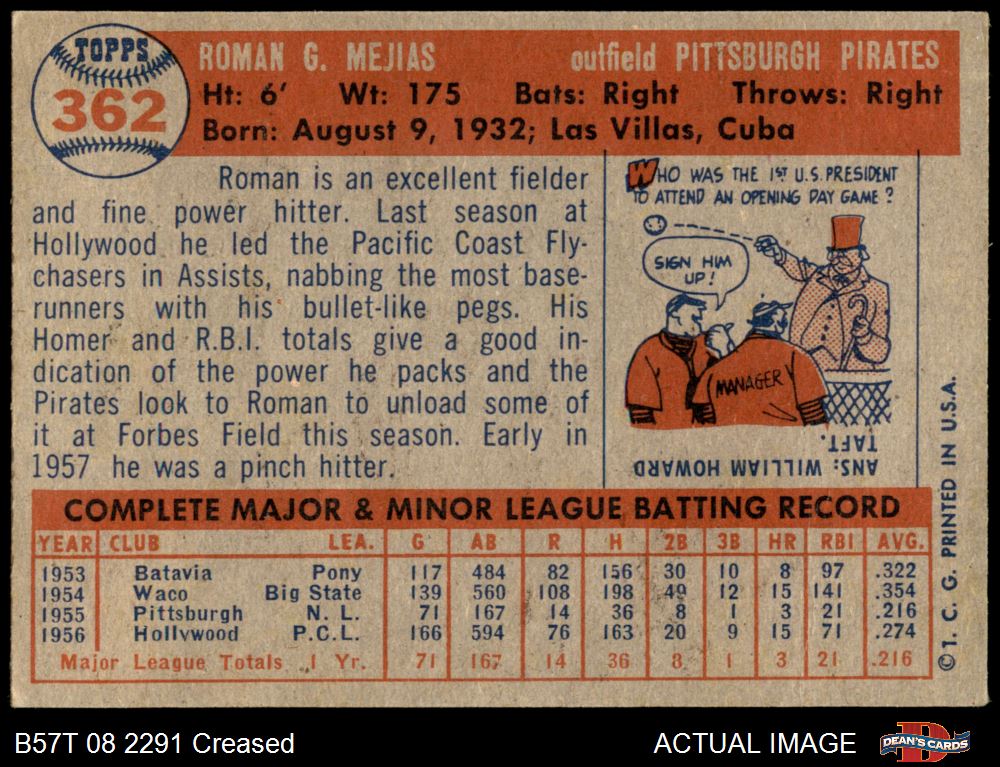 TOPPS
362
ROMAN G. MEJIAS outfield PITTSBURGH PIRATES
Ht: 6' Wt: 175 Bats: Right Throws: Right
Born: August 9, 1932; Las Villas, Cuba
Roman is an excellent fielder
and fine power hitter. Last season at
Hollywood he led the Pacific Coast Fly-
chasers in Assists, nabbing the most base-
runners with his bullet-like pegs. His
Homer and R.B.I. totals give a good in-
dication of the power he packs and the
Pirates look to Roman to unload some of
it at Forbes Field this season. Early in
1957 he was a pinch hitter.
WHO WAS THE 1ST U.S. PRESIDENT
TO ATTEND AN OPENING DAY GAME?
SIGN HIM
UP!
MANAGER
ANS: WILLIAM HOWARD
TAFT.
COMPLETE MAJOR & MINOR LEAGUE BATTING RECORD
YEAR CLUB LEA. G AB R H 2B 3B HR RBI AVG.
1953 Batavia Pony 117 484 82 156 30 10 8 97 .322
1954 Waco Big State 139 560 108 198 49 12 15 141 .354
1955 Pittsburgh N. L. 71 167 14 36 8 1 3 21 .216
1956 Hollywood P.C.L. 166 594 76 163 20 9 15 71 .274
Major League Totals 1 Yr. 71 167 14 36 8 1 3 21 .216
© T. C. G. PRINTED IN U.S.A.
B57T 08 2291 Creased
ACTUAL IMAGE
D
DEAN'S CARDS